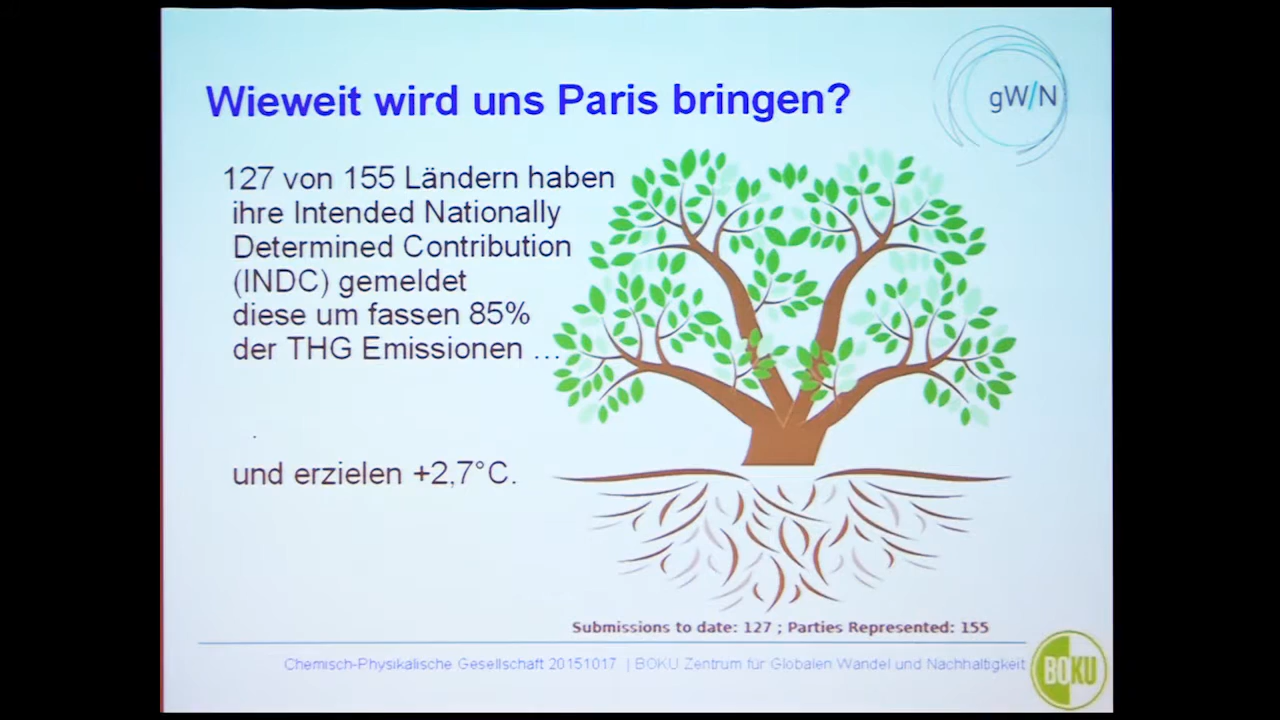 Wieweit wird uns Paris bringen?
gW/N
127 von 155 Ländern haben
ihre Intended Nationally
Determined Contribution
(INDC) gemeldet
diese um fassen 85%
der THG Emissionen ...
und erzielen +2,7°C.
Submissions to date: 127 ; Parties Represented: 155
Chemisch-Physikalische Gesellschaft 20151017 | BOKU Zentrum für Globalen Wandel und Nachhaltigkeit
BOKU